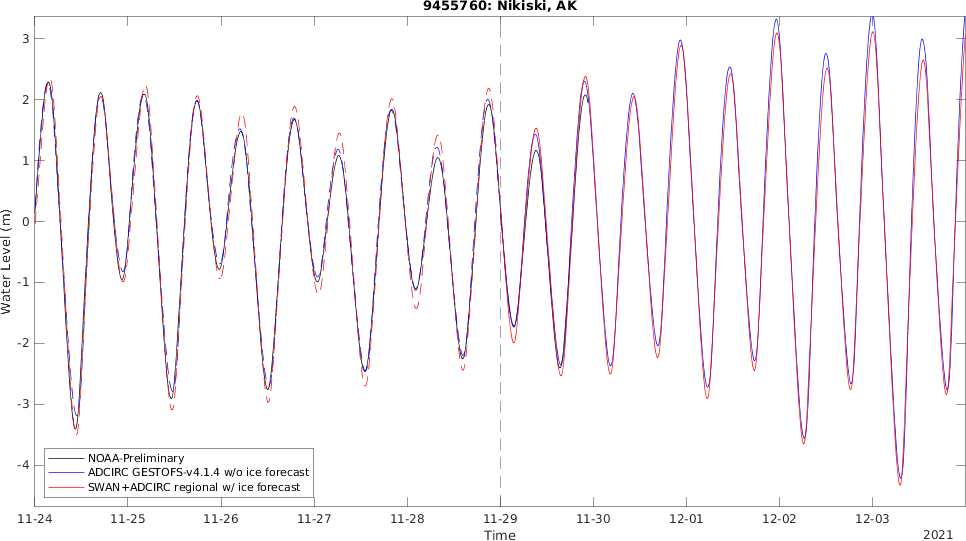 9455760: Nikiski, AK
3
2
1
0
-1
-2
-3
-4
Water Level (m)
NOAA-Preliminary
ADCIRC GESTOFS-v4.1.4 w/o ice forecast
SWAN+ADCIRC regional w/ ice forecast
11-24 11-25 11-26 11-27 11-28 11-29 11-30 12-01 12-02 12-03
Time
2021